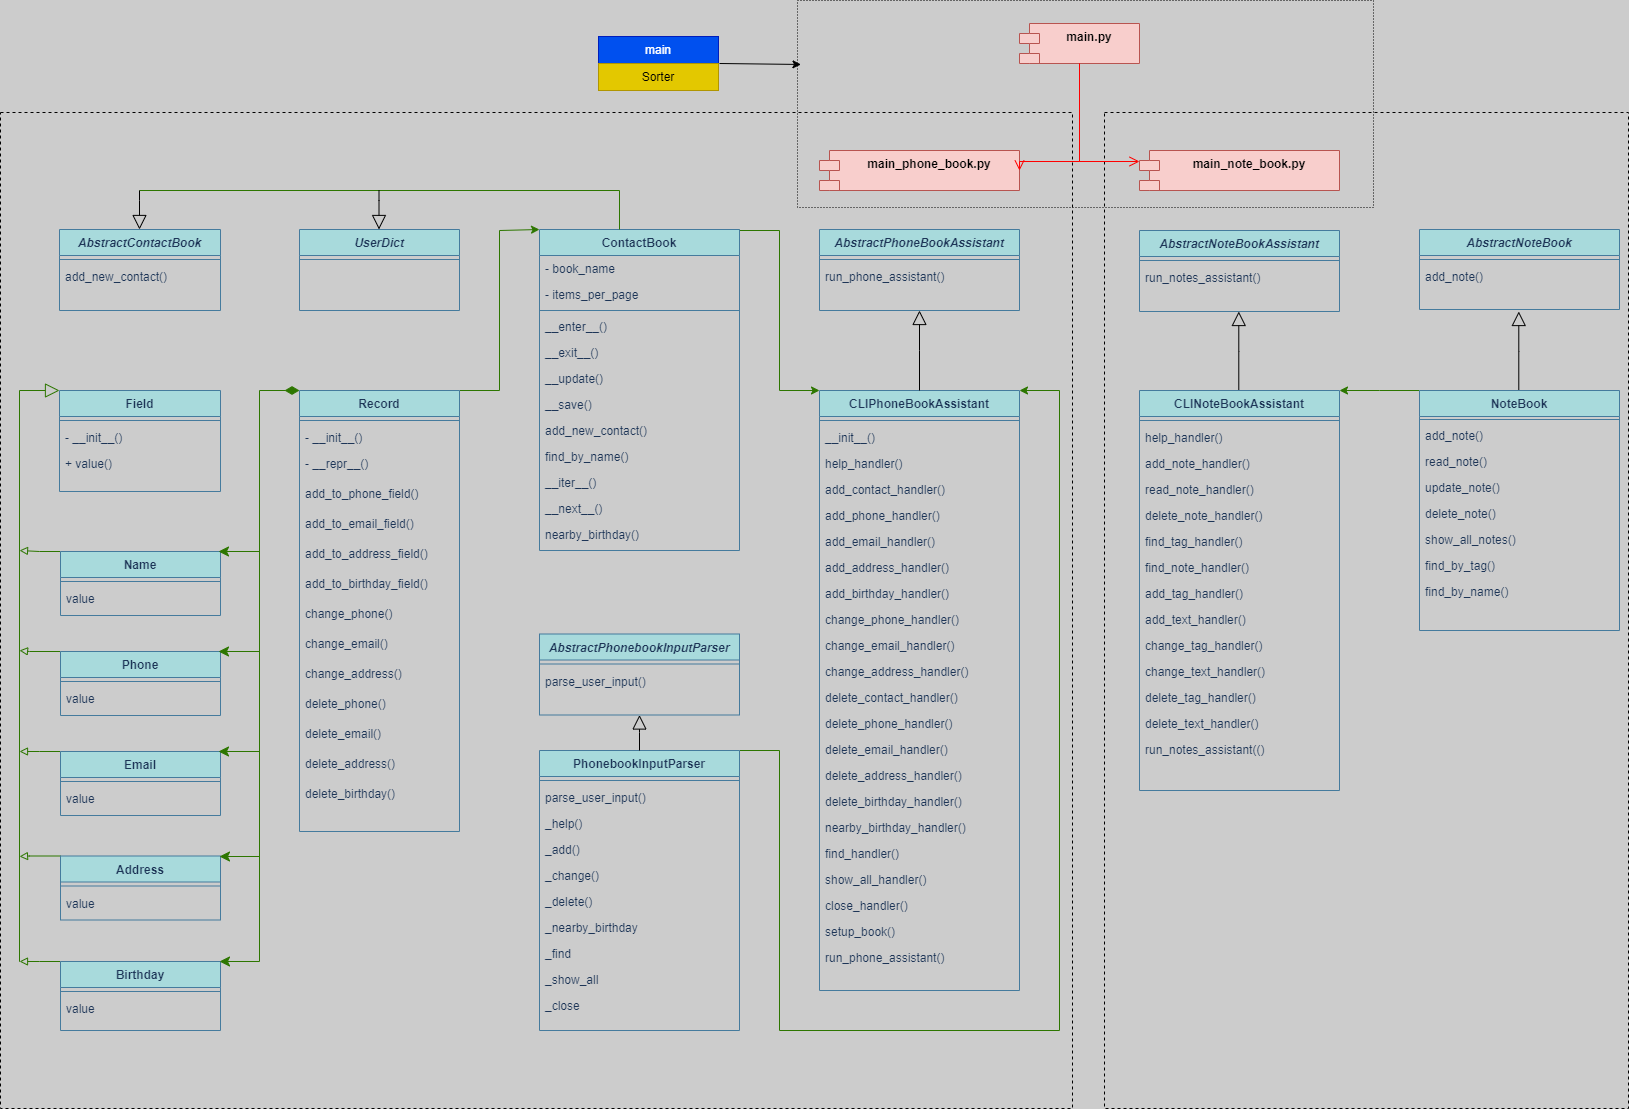 main
Sorter
main.py
main_phone_book.py
main_note_book.py
AbstractContactBook
add_new_contact()
UserDict
ContactBook
- book_name
- items_per_page
__enter__()
__exit__()
__update()
__save()
add_new_contact()
find_by_name()
__iter__()
__next__()
nearby_birthday()
AbstractPhoneBookAssistant
run_phone_assistant()
AbstractNoteBookAssistant
run_notes_assistant()
AbstractNoteBook
add_note()
Field
- __init__()
+ value()
Name
value
Phone
value
Email
value
Address
value
Birthday
value
Record
- __init__()
- __repr__()
add_to_phone_field()
add_to_email_field()
add_to_address_field()
add_to_birthday_field()
change_phone()
change_email()
change_address()
delete_phone()
delete_email()
delete_address()
delete_birthday()
AbstractPhonebookInputParser
parse_user_input()
PhonebookInputParser
parse_user_input()
_help()
_add()
_change()
_delete()
_nearby_birthday
_find
_show_all
_close
CLIPhoneBookAssistant
__init__()
help_handler()
add_contact_handler()
add_phone_handler()
add_email_handler()
add_address_handler()
add_birthday_handler()
change_phone_handler()
change_email_handler()
change_address_handler()
delete_contact_handler()
delete_phone_handler()
delete_email_handler()
delete_address_handler()
delete_birthday_handler()
nearby_birthday_handler()
find_handler()
show_all_handler()
close_handler()
setup_book()
run_phone_assistant()
CLINoteBookAssistant
help_handler()
add_note_handler()
read_note_handler()
delete_note_handler()
find_tag_handler()
find_note_handler()
add_tag_handler()
add_text_handler()
change_tag_handler()
change_text_handler()
delete_tag_handler()
delete_text_handler()
run_notes_assistant(()
NoteBook
add_note()
read_note()
update_note()
delete_note()
show_all_notes()
find_by_tag()
find_by_name()